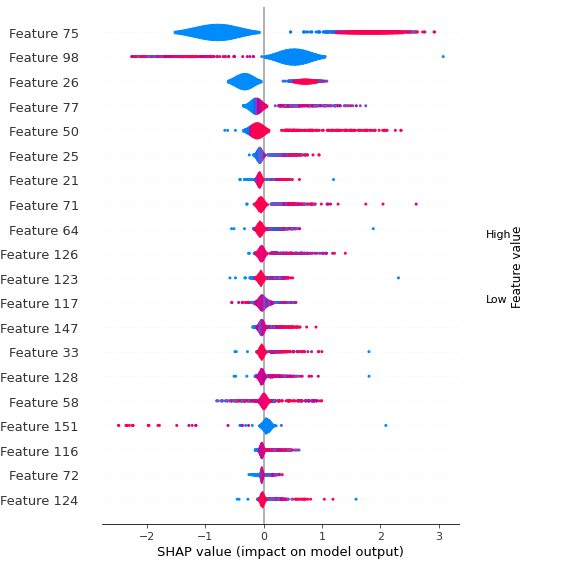 Feature 75
Feature 98
Feature 26
Feature 77
Feature 50
Feature 25
Feature 21
Feature 71
Feature 64
Feature 126
Feature 123
Feature 117
Feature 147
Feature 33
Feature 128
Feature 58
Feature 151
Feature 116
Feature 72
Feature 124
−2 −1 0 1 2 3
SHAP value (impact on model output)
High
Low
Feature value